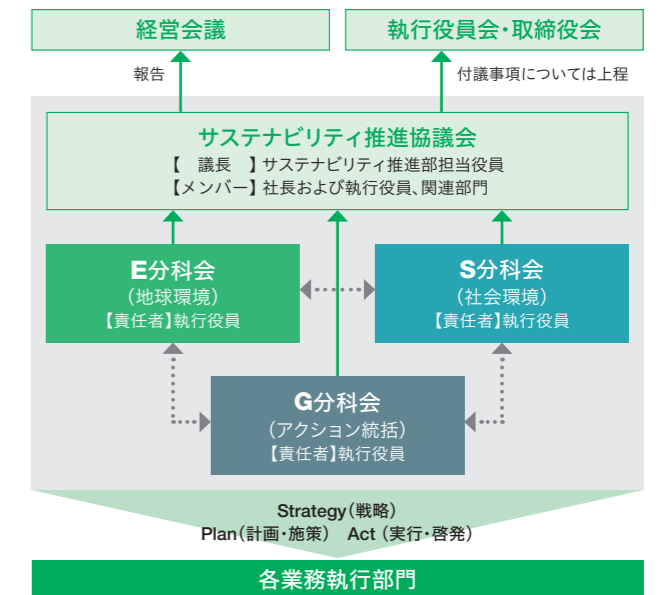 経営会議
執行役員会・取締役会
報告
付議事項については上程
サステナビリティ推進協議会
【　議長　】サステナビリティ推進部担当役員
【メンバー】社長および執行役員、関連部門
E分科会
（地球環境）
【責任者】執行役員
S分科会
（社会環境）
【責任者】執行役員
G分科会
（アクション統括）
【責任者】執行役員
Strategy（戦略）
Plan（計画・施策）　Act（実行・啓発）
各業務執行部門